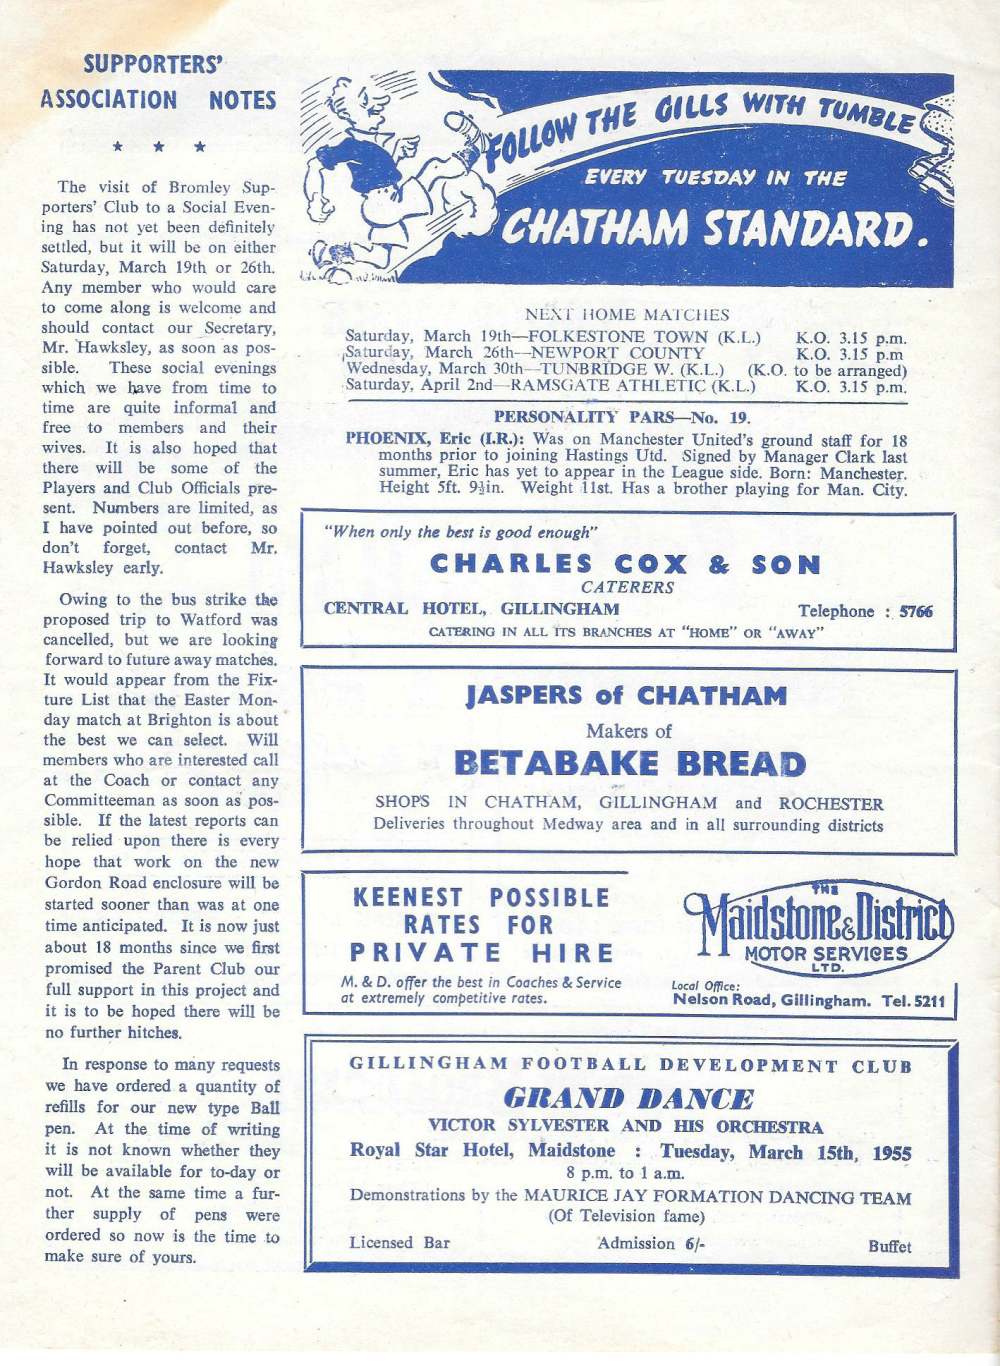 SUPPORTERS'
ASSOCIATION NOTES
★ ★ ★
The visit of Bromley Sup-
porters' Club to a Social Even-
ing has not yet been definitely
settled, but it will be on either
Saturday, March 19th or 26th.
Any member who would care
to come along is welcome and
should contact our Secretary,
Mr. Hawksley, as soon as pos-
sible. These social evenings
which we have from time to
time are quite informal and
free to members and their
wives. It is also hoped that
there will be some of the
Players and Club Officials pre-
sent. Numbers are limited, as
I have pointed out before, so
don't forget, contact Mr.
Hawksley early.
Owing to the bus strike the
proposed trip to Watford was
cancelled, but we are looking
forward to future away matches.
It would appear from the Fix-
ture List that the Easter Mon-
day match at Brighton is about
the best we can select. Will
members who are interested call
at the Coach or contact any
Committeeman as soon as pos-
sible. If the latest reports can
be relied upon there is every
hope that work on the new
Gordon Road enclosure will be
started sooner than was at one
time anticipated. It is now just
about 18 months since we first
promised the Parent Club our
full support in this project and
it is to be hoped there will be
no further hitches.
In response to many requests
we have ordered a quantity of
refills for our new type Ball
pen. At the time of writing
it is not known whether they
will be available for to-day or
not. At the same time a fur-
ther supply of pens were
ordered so now is the time to
make sure of yours.
FOLLOW THE GILLS WITH TUMBLE
EVERY TUESDAY IN THE
CHATHAM STANDARD.
NEXT HOME MATCHES
Saturday, March 19th—FOLKESTONE TOWN (K.L.) K.O. 3.15 p.m.
Saturday, March 26th—NEWPORT COUNTY K.O. 3.15 p.m
Wednesday, March 30th—TUNBRIDGE W. (K.L.) (K.O. to be arranged)
Saturday, April 2nd—RAMSGATE ATHLETIC (K.L.) K.O. 3.15 p.m.
PERSONALITY PARS—No. 19.
PHOENIX, Eric (I.R.): Was on Manchester United's ground staff for 18
months prior to joining Hastings Utd. Signed by Manager Clark last
summer, Eric has yet to appear in the League side. Born: Manchester.
Height 5ft. 9½in. Weight 11st. Has a brother playing for Man. City.
"When only the best is good enough"
CHARLES COX & SON
CATERERS
CENTRAL HOTEL, GILLINGHAM Telephone : 5766
CATERING IN ALL ITS BRANCHES AT "HOME" OR "AWAY"
JASPERS of CHATHAM
Makers of
BETABAKE BREAD
SHOPS IN CHATHAM, GILLINGHAM and ROCHESTER
Deliveries throughout Medway area and in all surrounding districts
KEENEST POSSIBLE
RATES FOR
PRIVATE HIRE
M. & D. offer the best in Coaches & Service
at extremely competitive rates.
THE
Maidstone & District
MOTOR SERVICES
LTD.
Local Office:
Nelson Road, Gillingham. Tel. 5211
GILLINGHAM FOOTBALL DEVELOPMENT CLUB
GRAND DANCE
VICTOR SYLVESTER AND HIS ORCHESTRA
Royal Star Hotel, Maidstone : Tuesday, March 15th, 1955
8 p.m. to 1 a.m.
Demonstrations by the MAURICE JAY FORMATION DANCING TEAM
(Of Television fame)
Licensed Bar Admission 6/- Buffet